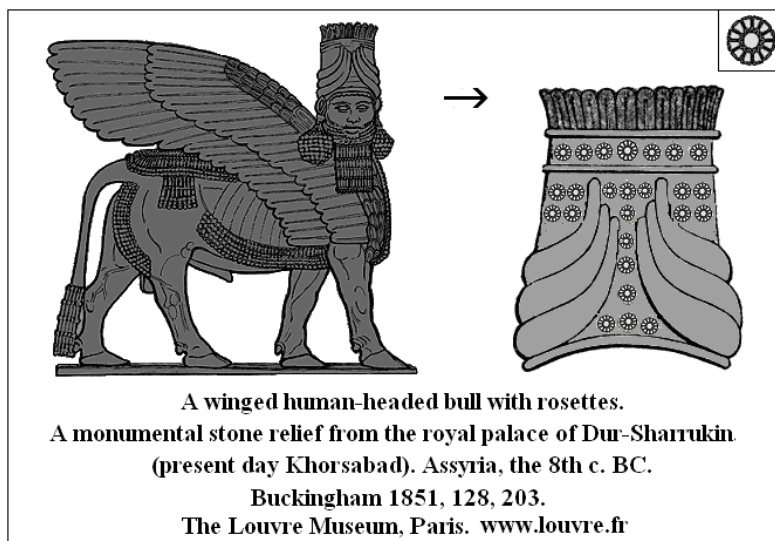 A winged human-headed bull with rosettes.
A monumental stone relief from the royal palace of Dur-Sharrukin
(present day Khorsabad). Assyria, the 8th c. BC.
Buckingham 1851, 128, 203.
The Louvre Museum, Paris. www.louvre.fr